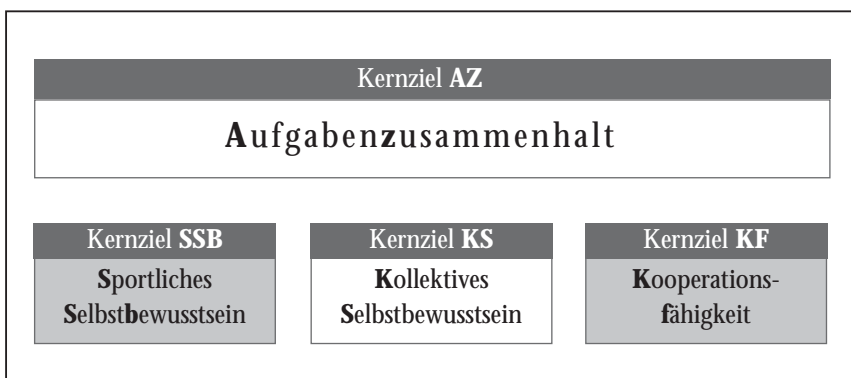 Kernziel AZ
Aufgabenzusammenhalt
Kernziel SSB
Sportliches
Selbstbewusstsein
Kernziel KS
Kollektives
Selbstbewusstsein
Kernziel KF
Kooperations-
fähigkeit